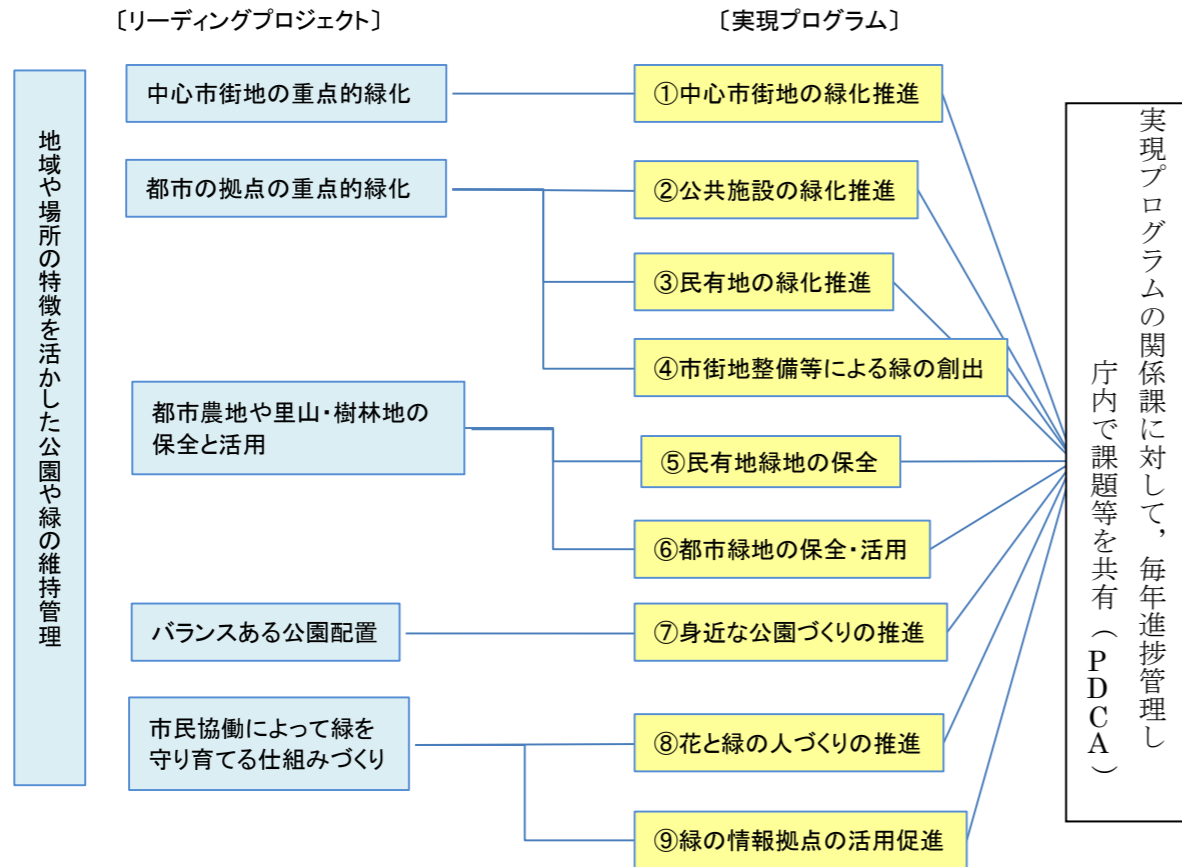 〔リーディングプロジェクト〕
〔実現プログラム〕
地域や場所の特徴を活かした公園や緑の維持管理
中心市街地の重点的緑化
都市の拠点の重点的緑化
都市農地や里山・樹林地の
保全と活用
バランスある公園配置
市民協働によって緑を
守り育てる仕組みづくり
①中心市街地の緑化推進
②公共施設の緑化推進
③民有地の緑化推進
④市街地整備等による緑の創出
⑤民有地緑地の保全
⑥都市緑地の保全・活用
⑦身近な公園づくりの推進
⑧花と緑の人づくりの推進
⑨緑の情報拠点の活用促進
実現プログラムの関係課に対して，毎年進捗管理し
庁内で課題等を共有（PDCA）